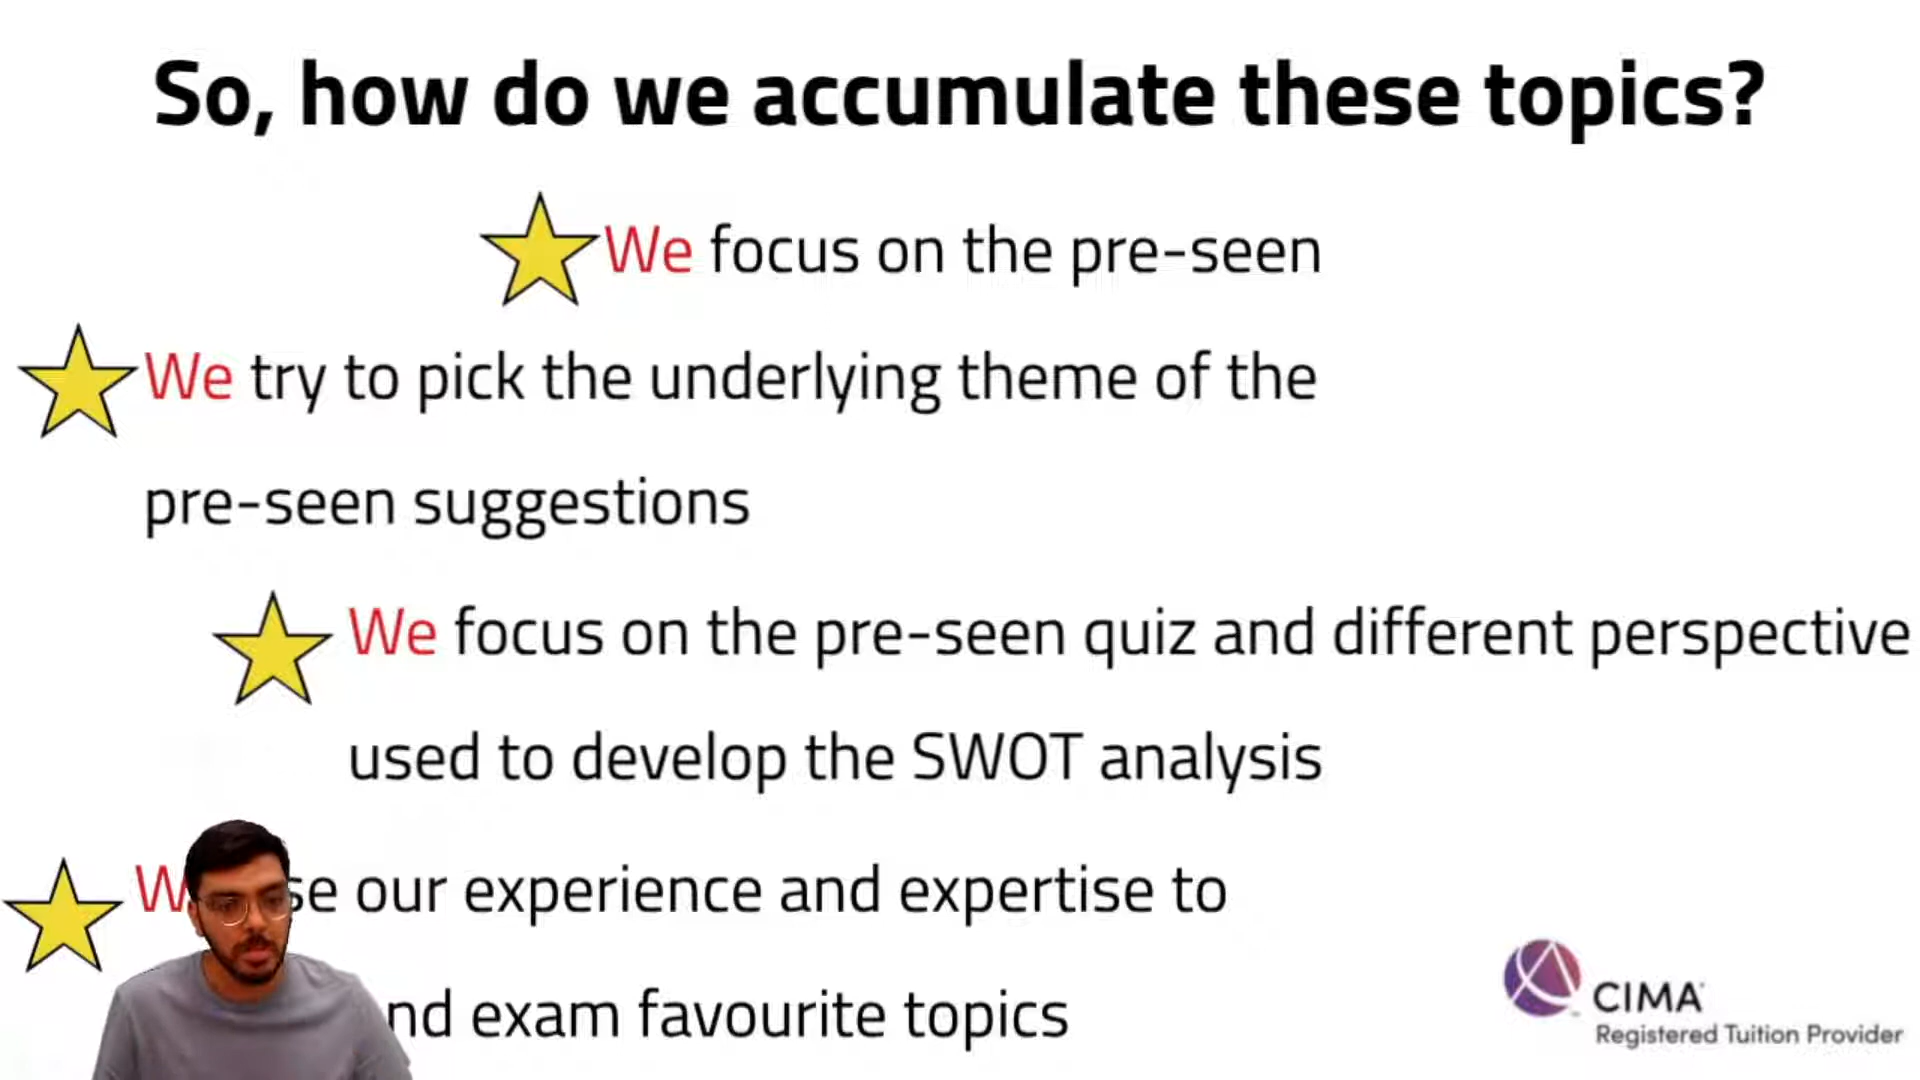 So, how do we accumulate these topics?
We focus on the pre-seen
We try to pick the underlying theme of the
pre-seen suggestions
We focus on the pre-seen quiz and different perspective
used to develop the SWOT analysis
our experience and expertise to
exam favourite topics
CIMA
Registered Tuition Provider